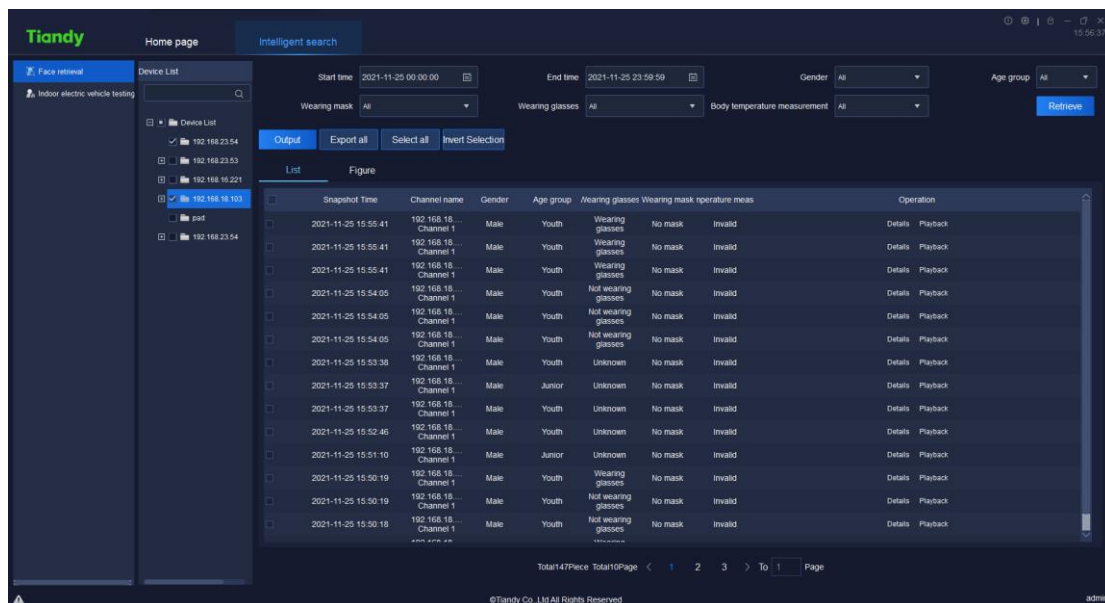 Tiandy
Home page
Intelligent search
15:56:37
Face retrieval
Indoor electric vehicle testing
Device List
Device List
192.168.23.54
192.168.23.53
192.168.16.221
192.168.18.103
pad
192.168.23.54
Start time 2021-11-25 00:00:00 End time 2021-11-25 23:59:59 Gender All Age group All
Wearing mask All Wearing glasses All Body temperature measurement All Retrieve
Output Export all Select all Invert Selection
List Figure
Snapshot Time Channel name Gender Age group Wearing glasses Wearing mask nperature meas Operation
2021-11-25 15:55:41 192.168.18.... Channel 1 Male Youth Wearing glasses No mask Invalid Details Playback
2021-11-25 15:55:41 192.168.18.... Channel 1 Male Youth Wearing glasses No mask Invalid Details Playback
2021-11-25 15:55:41 192.168.18.... Channel 1 Male Youth Wearing glasses No mask Invalid Details Playback
2021-11-25 15:54:05 192.168.18.... Channel 1 Male Youth Not wearing glasses No mask Invalid Details Playback
2021-11-25 15:54:05 192.168.18.... Channel 1 Male Youth Not wearing glasses No mask Invalid Details Playback
2021-11-25 15:54:05 192.168.18.... Channel 1 Male Youth Not wearing glasses No mask Invalid Details Playback
2021-11-25 15:53:38 192.168.18.... Channel 1 Male Youth Unknown No mask Invalid Details Playback
2021-11-25 15:53:37 192.168.18.... Channel 1 Male Junior Unknown No mask Invalid Details Playback
2021-11-25 15:53:37 192.168.18.... Channel 1 Male Youth Unknown No mask Invalid Details Playback
2021-11-25 15:52:46 192.168.18.... Channel 1 Male Youth Unknown No mask Invalid Details Playback
2021-11-25 15:51:10 192.168.18.... Channel 1 Male Junior Unknown No mask Invalid Details Playback
2021-11-25 15:50:19 192.168.18.... Channel 1 Male Youth Wearing glasses No mask Invalid Details Playback
2021-11-25 15:50:19 192.168.18.... Channel 1 Male Youth Not wearing glasses No mask Invalid Details Playback
2021-11-25 15:50:18 192.168.18.... Channel 1 Male Youth Not wearing glasses No mask Invalid Details Playback
Total147Piece Total10Page < 1 2 3 > To 1 Page
©Tiandy Co.,Ltd All Rights Reserved
admin